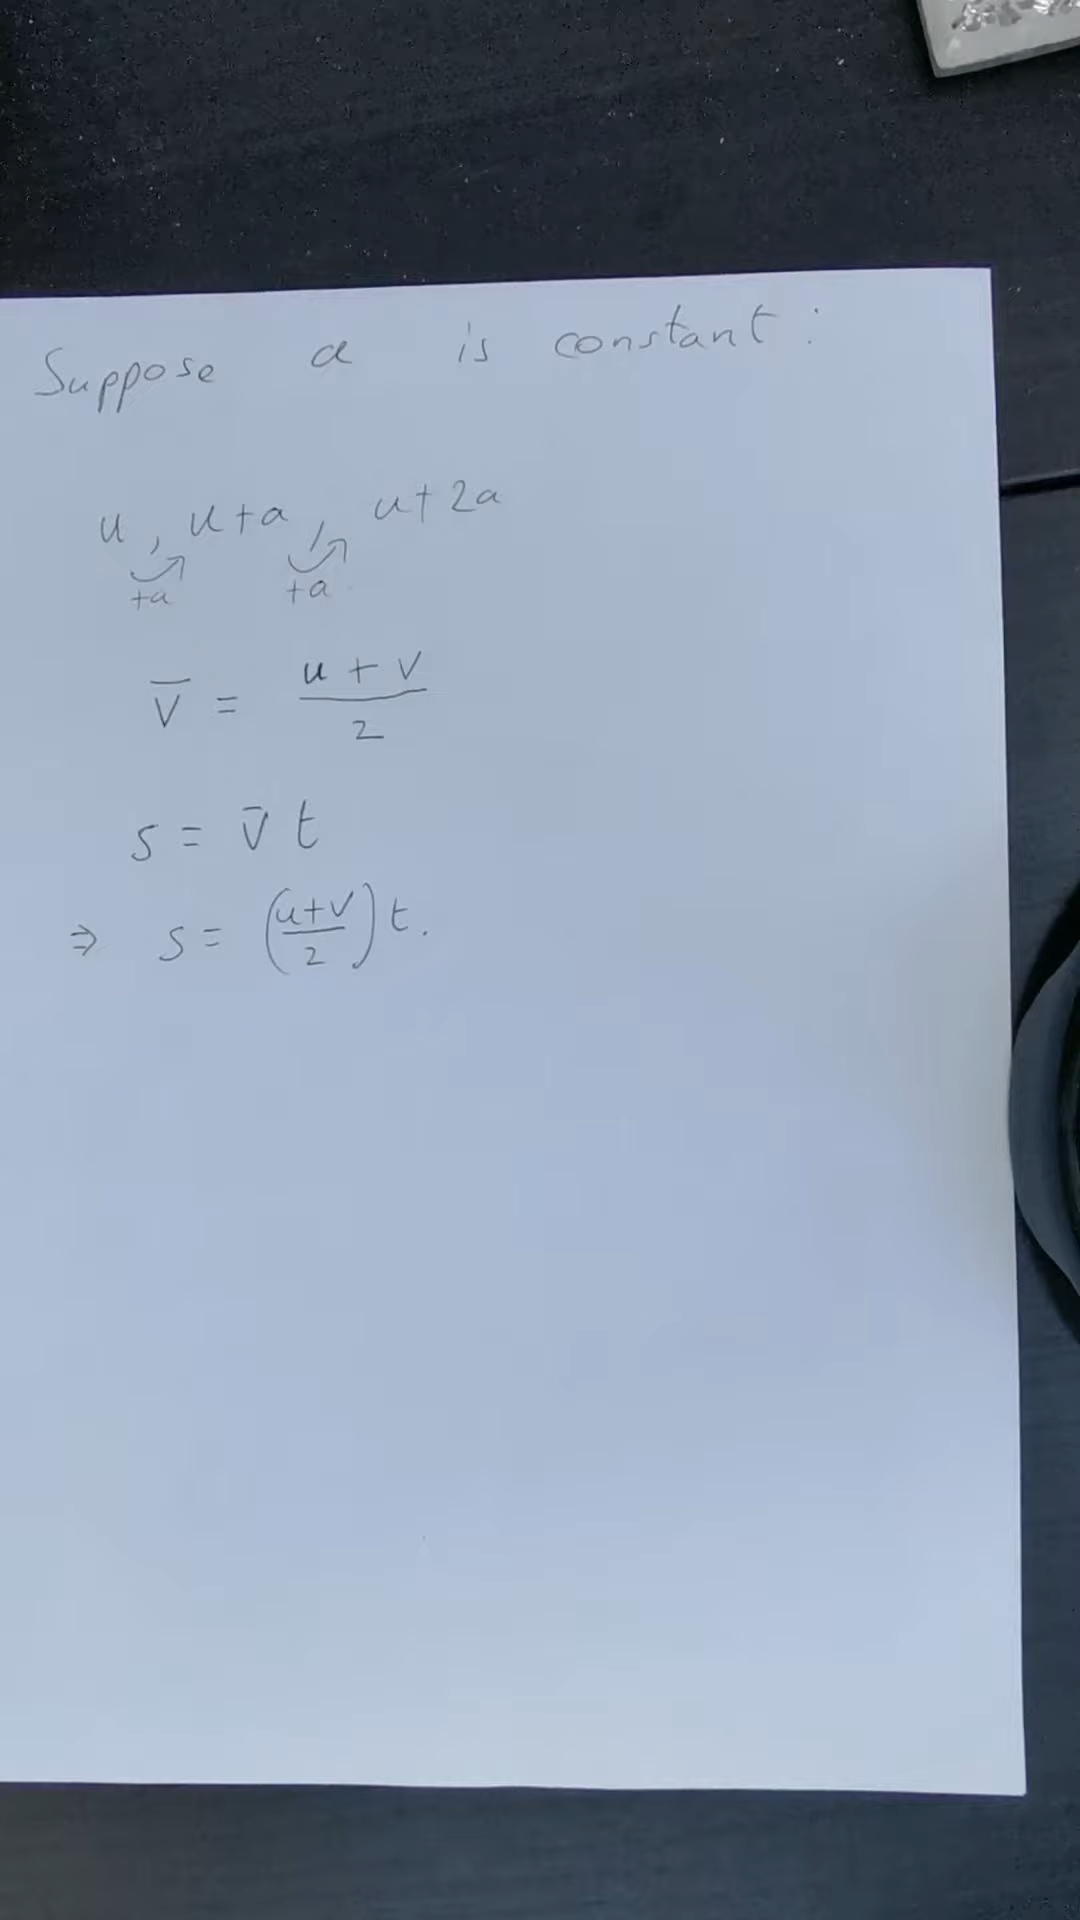 Suppose a is constant:
u, u+a, u+2a
+a +a
v̄ = u + v / 2
s = v̄ t
⇒ s = (u+v / 2) t.